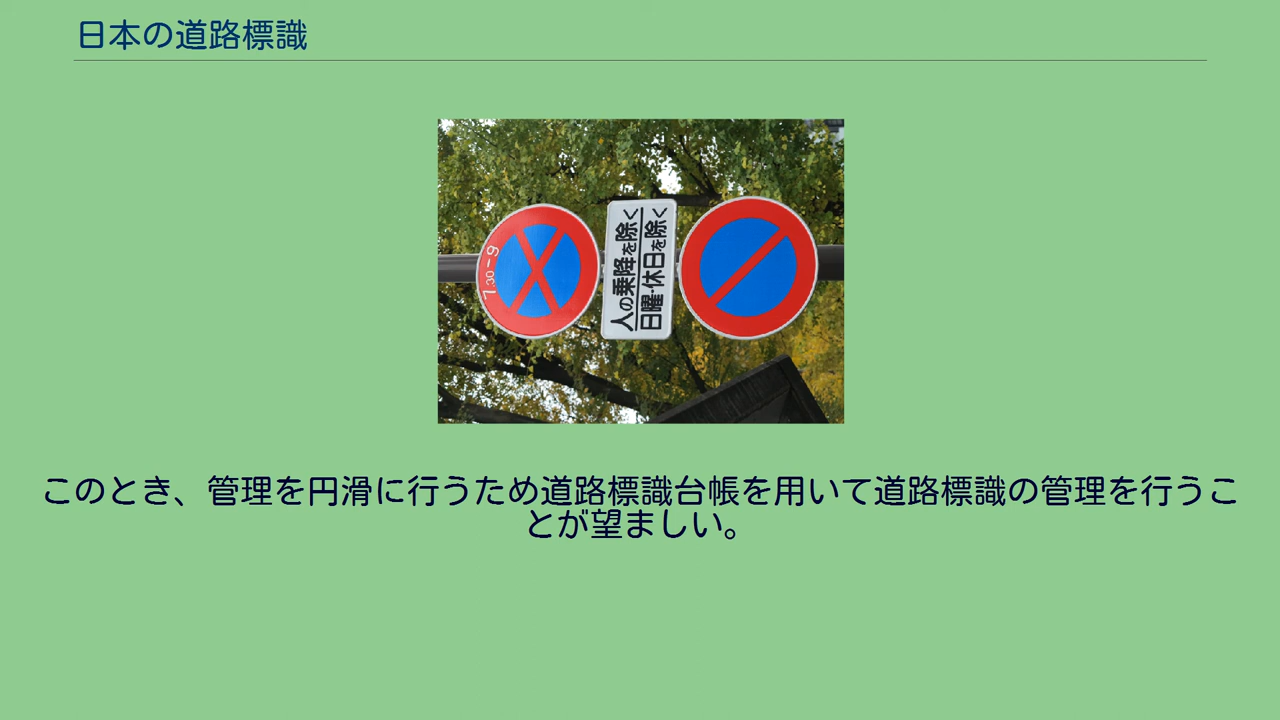 日本の道路標識
7.30-9
人の乗降を除く
日曜・休日を除く
このとき、管理を円滑に行うため道路標識台帳を用いて道路標識の管理を行うこ
とが望ましい。